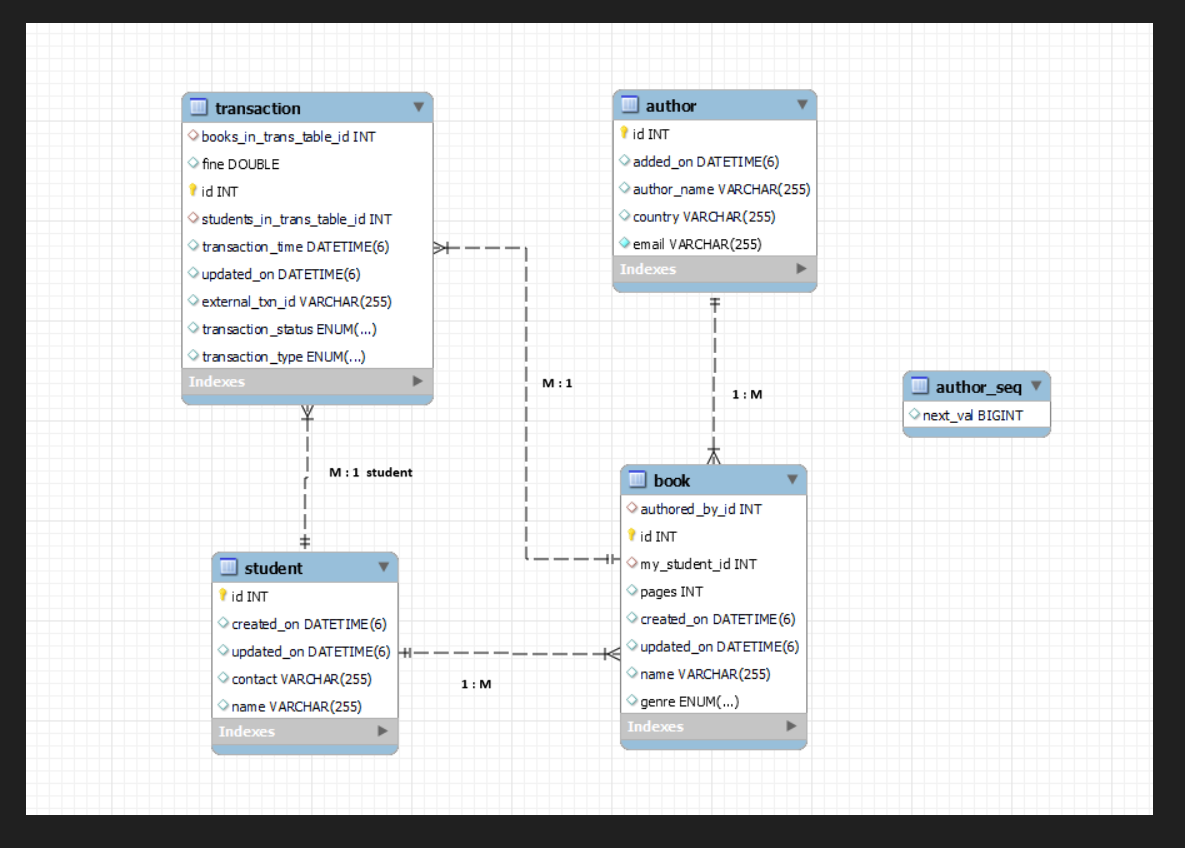 transaction
books_in_trans_table_id INT
fine DOUBLE
id INT
students_in_trans_table_id INT
transaction_time DATETIME(6)
updated_on DATETIME(6)
external_txn_id VARCHAR(255)
transaction_status ENUM(...)
transaction_type ENUM(...)
Indexes
author
id INT
added_on DATETIME(6)
author_name VARCHAR(255)
country VARCHAR(255)
email VARCHAR(255)
Indexes
M : 1
1 : M
author_seq
next_val BIGINT
M : 1 student
student
id INT
created_on DATETIME(6)
updated_on DATETIME(6)
contact VARCHAR(255)
name VARCHAR(255)
Indexes
1 : M
book
authored_by_id INT
id INT
my_student_id INT
pages INT
created_on DATETIME(6)
updated_on DATETIME(6)
name VARCHAR(255)
genre ENUM(...)
Indexes